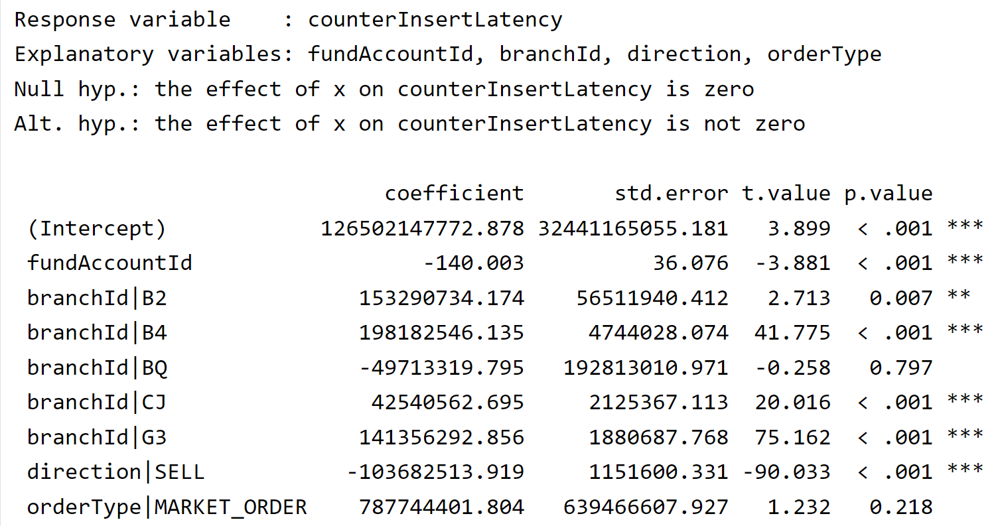 Response variable    : counterInsertLatency
Explanatory variables: fundAccountId, branchId, direction, orderType
Null hyp.: the effect of x on counterInsertLatency is zero
Alt. hyp.: the effect of x on counterInsertLatency is not zero
coefficient std.error t.value p.value
(Intercept) 126502147772.878 32441165055.181 3.899 < .001 ***
fundAccountId -140.003 36.076 -3.881 < .001 ***
branchId|B2 153290734.174 56511940.412 2.713 0.007 **
branchId|B4 198182546.135 4744028.074 41.775 < .001 ***
branchId|BQ -49713319.795 192813010.971 -0.258 0.797
branchId|CJ 42540562.695 2125367.113 20.016 < .001 ***
branchId|G3 141356292.856 1880687.768 75.162 < .001 ***
direction|SELL -103682513.919 1151600.331 -90.033 < .001 ***
orderType|MARKET_ORDER 787744401.804 639466607.927 1.232 0.218